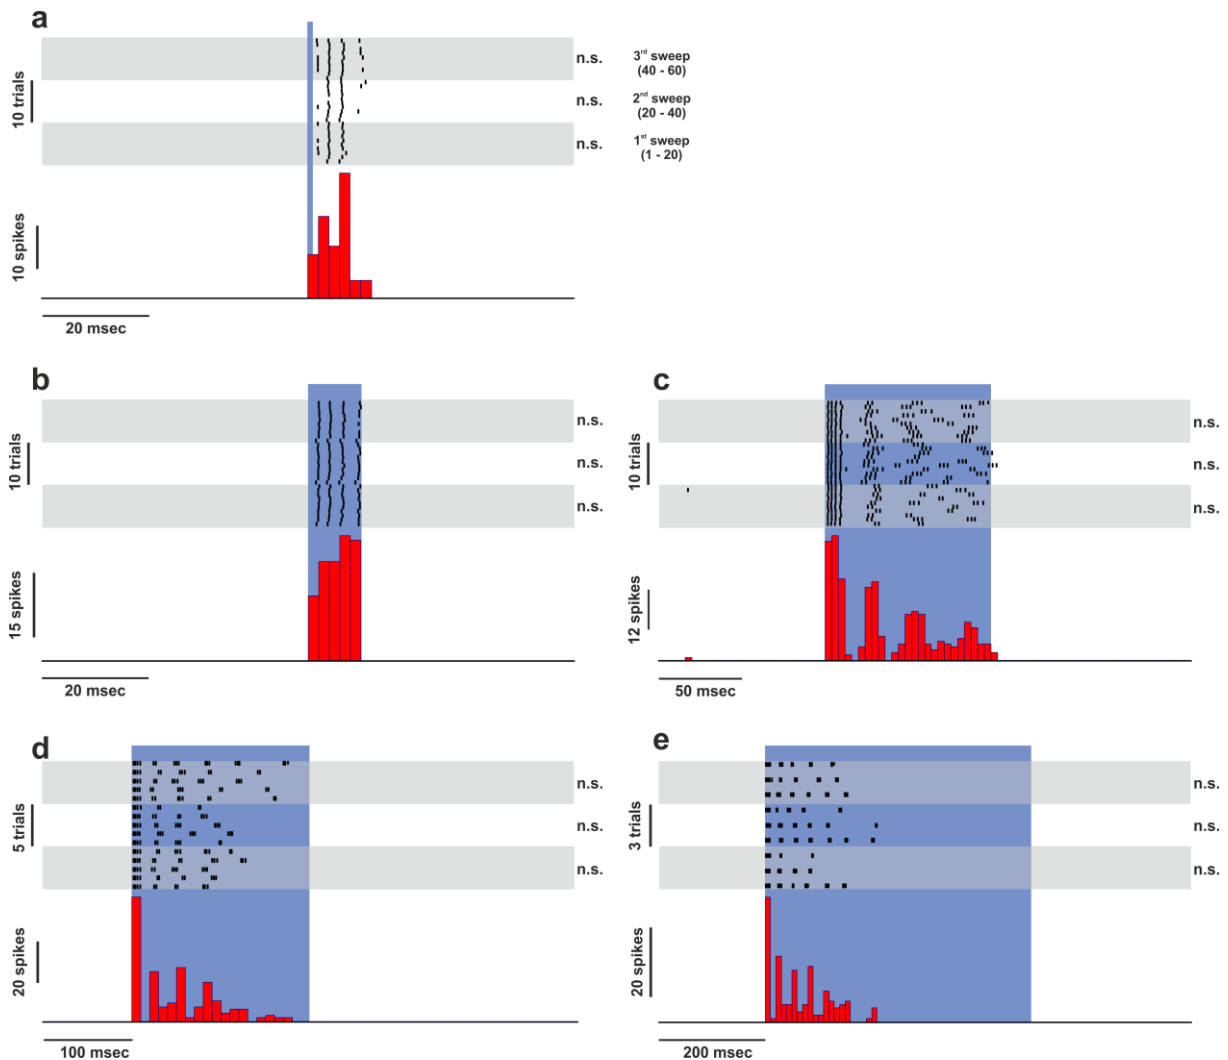 a
n.s.
3rd sweep
(40 - 60)
10 trials
n.s.
2nd sweep
(20 - 40)
n.s.
1st sweep
(1 - 20)
10 spikes
20 msec
b
n.s.
10 trials
n.s.
n.s.
15 spikes
20 msec
c
n.s.
10 trials
n.s.
n.s.
12 spikes
50 msec
d
n.s.
5 trials
n.s.
n.s.
20 spikes
100 msec
e
n.s.
3 trials
n.s.
n.s.
20 spikes
200 msec